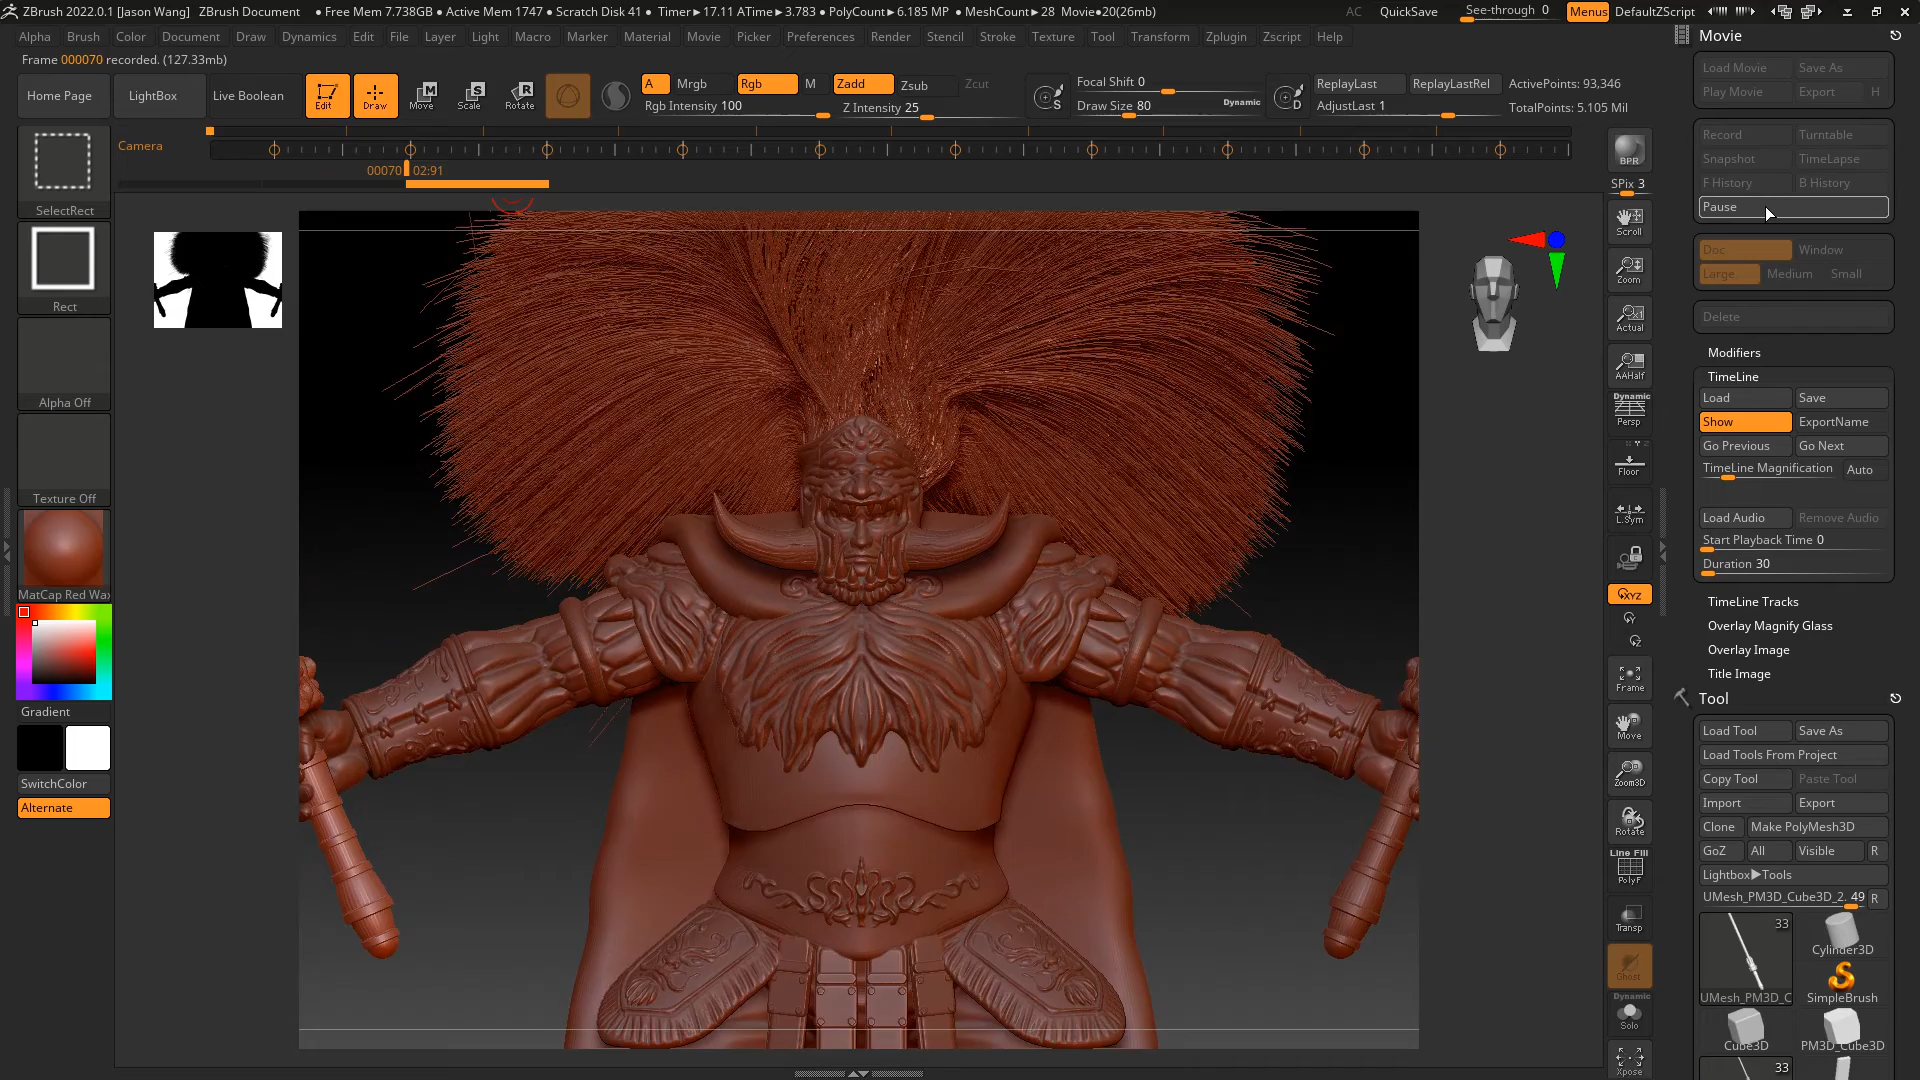 ZBrush 2022.0.1 [Jason Wang] ZBrush Document • Free Mem 7.738GB • Active Mem 1747 • Scratch Disk 41 • Timer▶17.11 ATime▶3.783 • PolyCount▶6.185 MP • MeshCount▶28 Movie●20(26mb) AC QuickSave See-through 0 Menus DefaultZScript
Alpha Brush Color Document Draw Dynamics Edit File Layer Light Macro Marker Material Movie Picker Preferences Render Stencil Stroke Texture Tool Transform Zplugin Zscript Help
Frame 000070 recorded. (127.33mb)
Home Page LightBox Live Boolean Edit Draw Move Scale Rotate
A Mrgb Rgb M Zadd Zsub Zcut
Rgb Intensity 100 Z Intensity 25
Focal Shift 0
Draw Size 80 Dynamic
ReplayLast ReplayLastRel ActivePoints: 93,346
AdjustLast 1 TotalPoints: 5.105 Mil
Camera
00070 02:91
SelectRect
Rect
Alpha Off
Texture Off
MatCap Red Wax
Gradient
SwitchColor
Alternate
BPR
SPix 3
Scroll
Zoom
Actual
AAHalf
Dynamic
Persp
Floor
L.Sym
XYZ
Y
Z
Frame
Move
Zoom3D
Rotate
Line Fill
PolyF
Transp
Ghost
Dynamic
Solo
Xpose
Movie
Load Movie Save As
Play Movie Export H
Record Turntable
Snapshot TimeLapse
F History B History
Pause
Doc Window
Large Medium Small
Delete
Modifiers
TimeLine
Load Save
Show ExportName
Go Previous Go Next
TimeLine Magnification Auto
Load Audio Remove Audio
Start Playback Time 0
Duration 30
TimeLine Tracks
Overlay Magnify Glass
Overlay Image
Title Image
Tool
Load Tool Save As
Load Tools From Project
Copy Tool Paste Tool
Import Export
Clone Make PolyMesh3D
GoZ All Visible R
Lightbox▶Tools
UMesh_PM3D_Cube3D_2. 49 R
33
Cylinder3D
UMesh_PM3D_C SimpleBrush
Cube3D PM3D_Cube3D
33